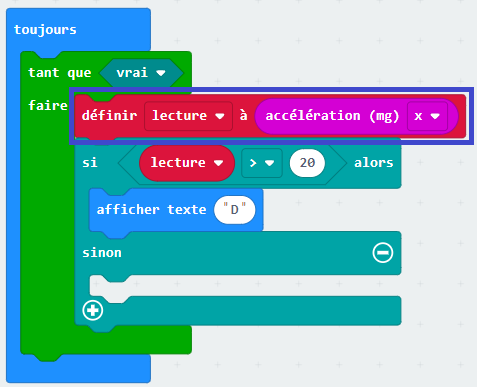 toujours
tant que vrai
faire
définir lecture à accélération (mg) x
si lecture > 20 alors
afficher texte "D"
sinon